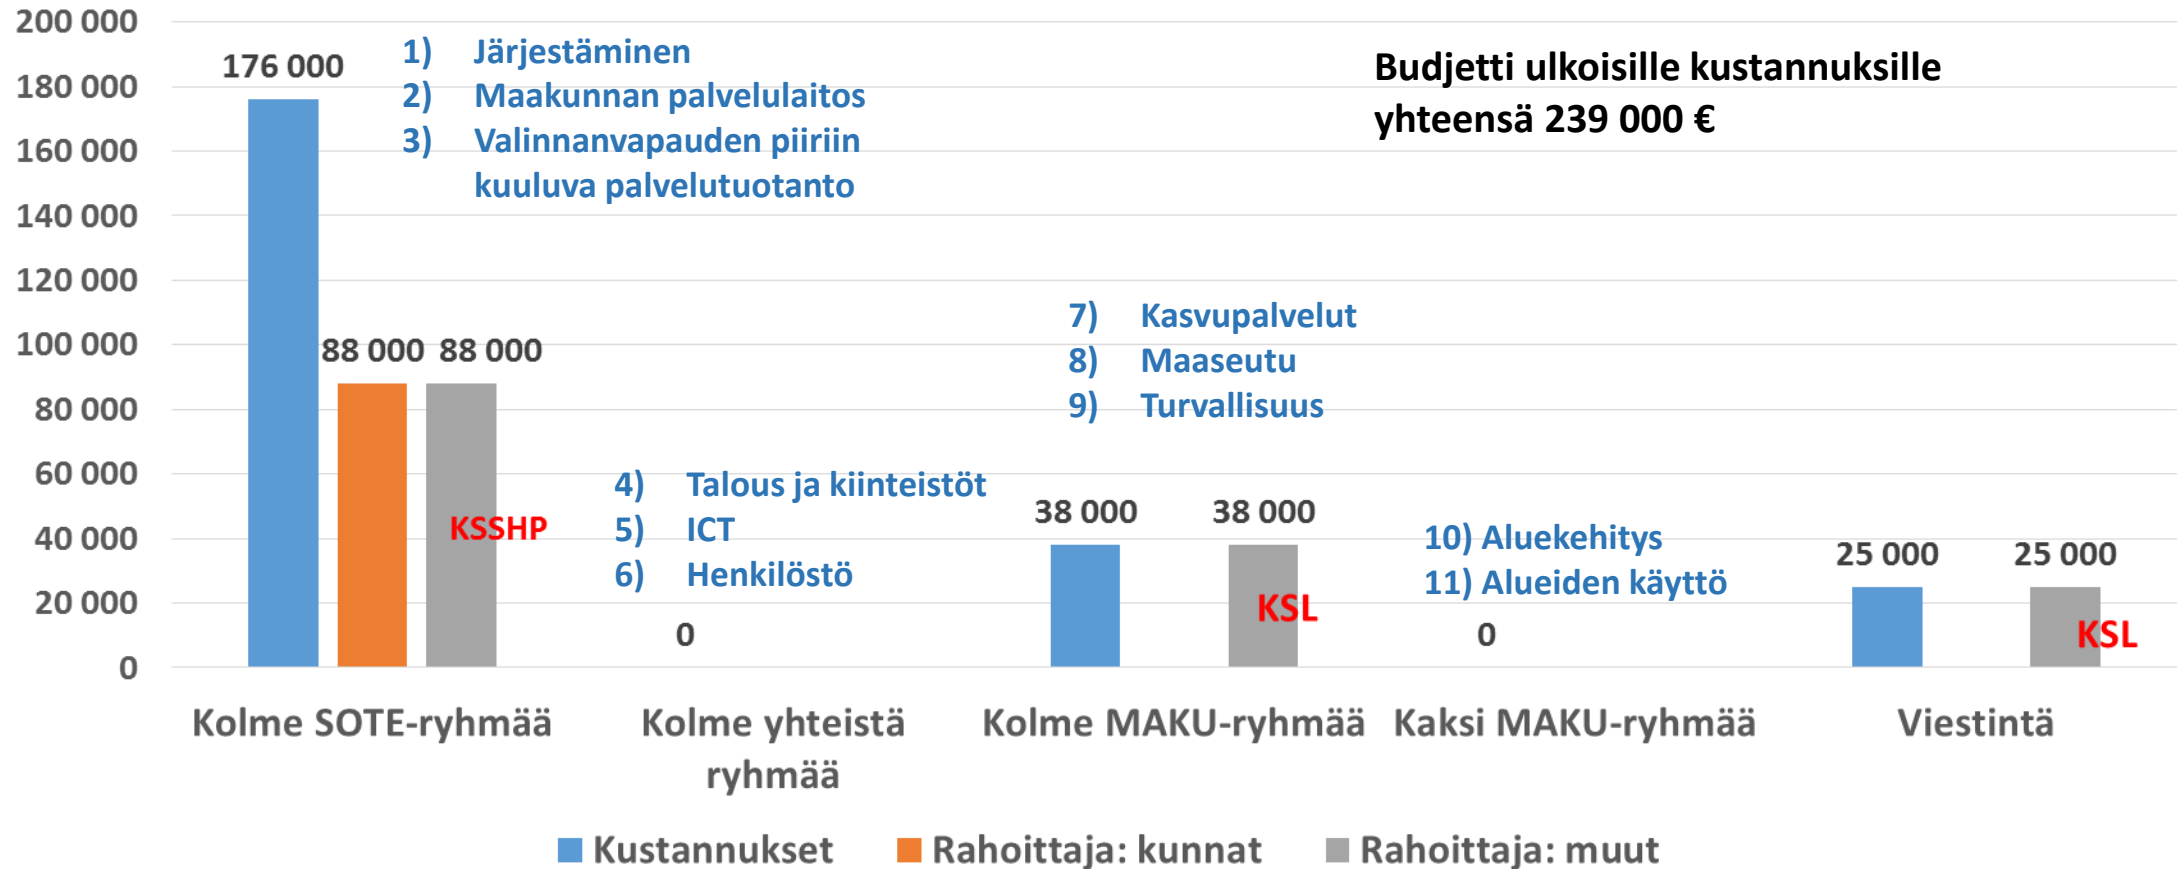 200 000
180 000
160 000
140 000
120 000
100 000
80 000
60 000
40 000
20 000
0
176 000
1) Järjestäminen
2) Maakunnan palvelulaitos
3) Valinnanvapauden piiriin
kuuluva palvelutuotanto
Budjetti ulkoisille kustannuksille
yhteensä 239 000 €
88 000 88 000
KSSHP
4) Talous ja kiinteistöt
5) ICT
6) Henkilöstö
0
7) Kasvupalvelut
8) Maaseutu
9) Turvallisuus
38 000 38 000
KSL
10) Aluekehitys
11) Alueiden käyttö
0
25 000 25 000
KSL
Kolme SOTE-ryhmää
Kolme yhteistä
ryhmää
Kolme MAKU-ryhmää
Kaksi MAKU-ryhmää
Viestintä
Kustannukset
Rahoittaja: kunnat
Rahoittaja: muut